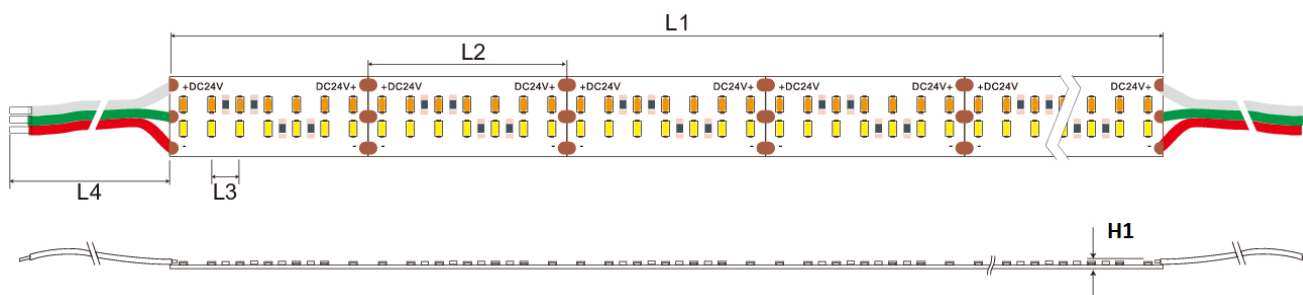 L1
L2
+DC24V DC24V+ +DC24V DC24V+ +DC24V DC24V+ +DC24V DC24V+ +DC24V DC24V+
- - - - - - - - - -
L4
L3
H1